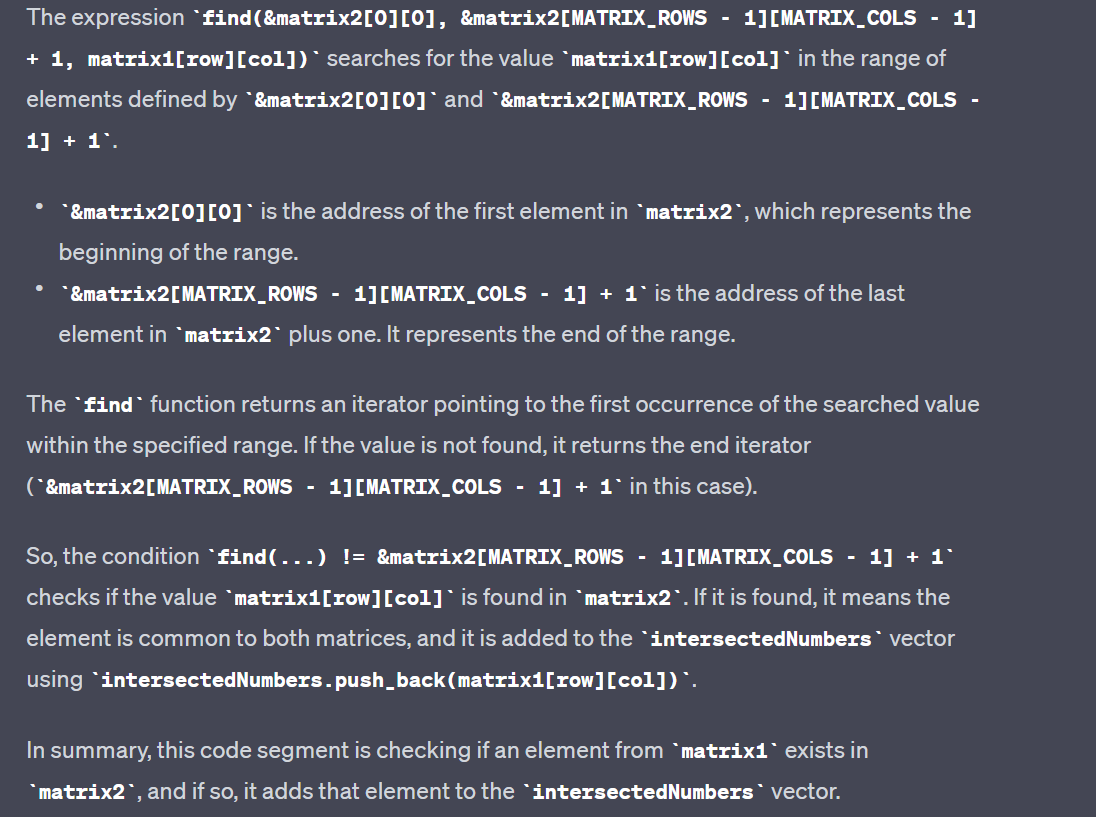 The expression `find(&matrix2[0][0], &matrix2[MATRIX_ROWS - 1][MATRIX_COLS - 1]
+ 1, matrix1[row][col])` searches for the value `matrix1[row][col]` in the range of
elements defined by `&matrix2[0][0]` and `&matrix2[MATRIX_ROWS - 1][MATRIX_COLS -
1] + 1`.
• `&matrix2[0][0]` is the address of the first element in `matrix2`, which represents the
beginning of the range.
• `&matrix2[MATRIX_ROWS - 1][MATRIX_COLS - 1] + 1` is the address of the last
element in `matrix2` plus one. It represents the end of the range.
The `find` function returns an iterator pointing to the first occurrence of the searched value
within the specified range. If the value is not found, it returns the end iterator
(`&matrix2[MATRIX_ROWS - 1][MATRIX_COLS - 1] + 1` in this case).
So, the condition `find(...) != &matrix2[MATRIX_ROWS - 1][MATRIX_COLS - 1] + 1`
checks if the value `matrix1[row][col]` is found in `matrix2`. If it is found, it means the
element is common to both matrices, and it is added to the `intersectedNumbers` vector
using `intersectedNumbers.push_back(matrix1[row][col])`.
In summary, this code segment is checking if an element from `matrix1` exists in
`matrix2`, and if so, it adds that element to the `intersectedNumbers` vector.